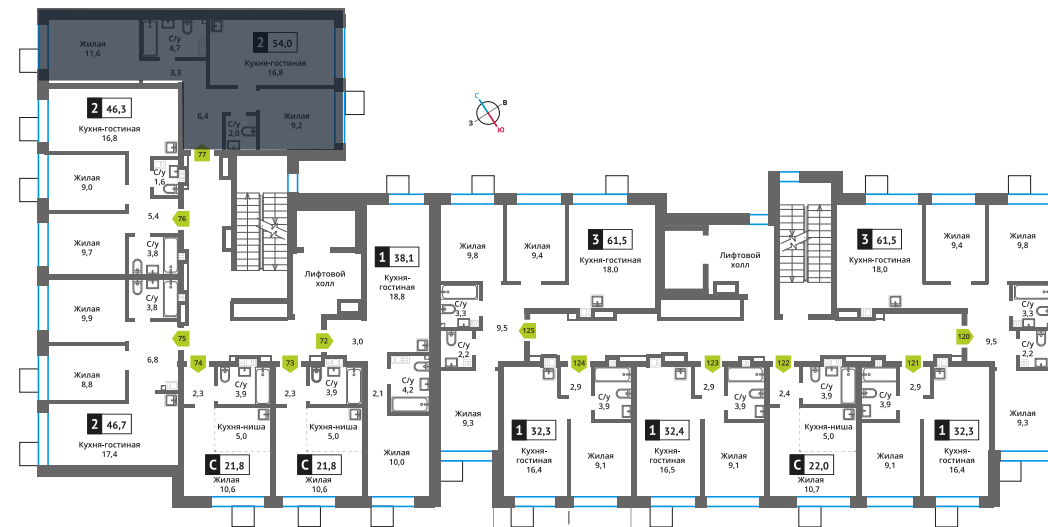 Жилая
11,6
С/у
4,7
2 54,0
Кухня-гостиная
16,8
3,3
6,4
С/у
2,0
Жилая
9,2
77
С
В
З
Ю
2 46,3
Кухня-гостиная
16,8
Жилая
9,0
С/у
1,6
5,4
76
Жилая
9,7
С/у
3,8
Жилая
9,9
С/у
3,8
75
6,8
Жилая
8,8
2 46,7
Кухня-гостиная
17,4
74
2,3
С/у
3,9
Кухня-ниша
5,0
С 21,8
Жилая
10,6
73
2,3
С/у
3,9
Кухня-ниша
5,0
С 21,8
Жилая
10,6
Лифтовой
холл
72
3,0
1 38,1
Кухня-
гостиная
18,8
2,1
С/у
4,2
Жилая
10,0
Жилая
9,8
Жилая
9,4
3 61,5
Кухня-гостиная
18.0
С/у
3,3
9,5
125
С/у
2,2
Жилая
9,3
Лифтовой
холл
124
2,9
С/у
3,9
1 32,3
Кухня-
гостиная
16,4
Жилая
9,1
123
2,9
С/у
3,9
1 32,4
Кухня-
гостиная
16,5
Жилая
9,1
122
2,4
С/у
3,9
Кухня-ниша
5,0
С 22,0
Жилая
10,7
121
2,9
С/у
3,9
1 32,3
Кухня-
гостиная
16,4
Жилая
9,1
3 61,5
Кухня-гостиная
18,0
Жилая
9,4
Жилая
9,8
С/у
3,3
120
9,5
С/у
2,2
Жилая
9,3